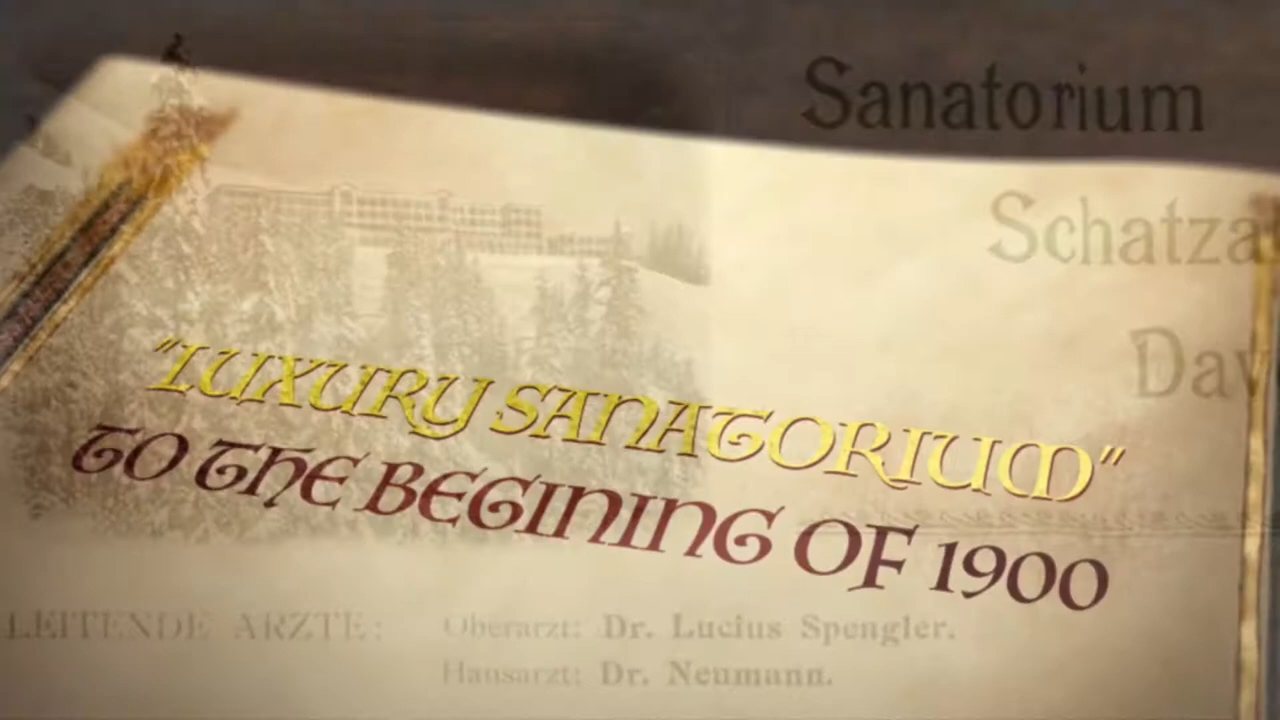 Sanatorium
Schatza
Dav
"LUXURY SANATORIUM"
TO THE BEGINING OF 1900
LEITENDE ARZTE: Oberarzt: Dr. Lucius Spengler.
Hausarzt: Dr. Neumann.